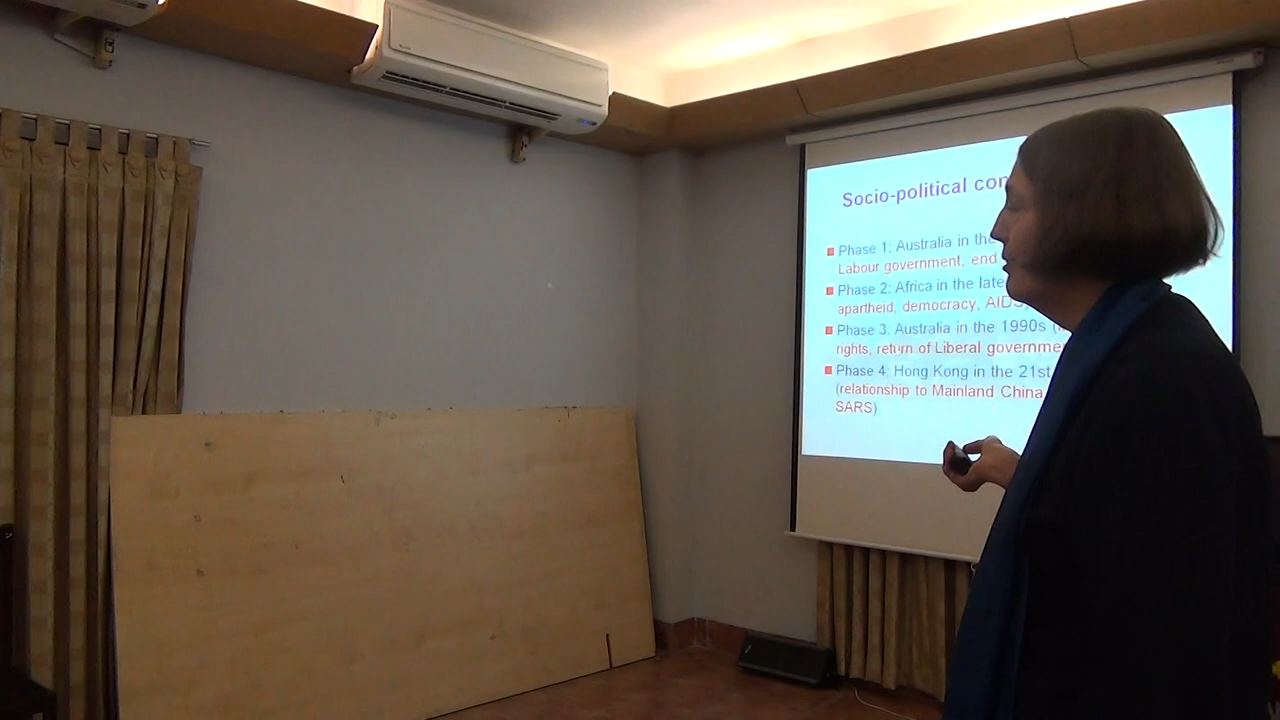 Socio-political con
Phase 1: Australia in the
Labour government, end
Phase 2: Africa in the late
apartheid, democracy, AIDS,
Phase 3: Australia in the 1990s
rights, return of Liberal governme
Phase 4: Hong Kong in the 21st
(relationship to Mainland China
SARS)